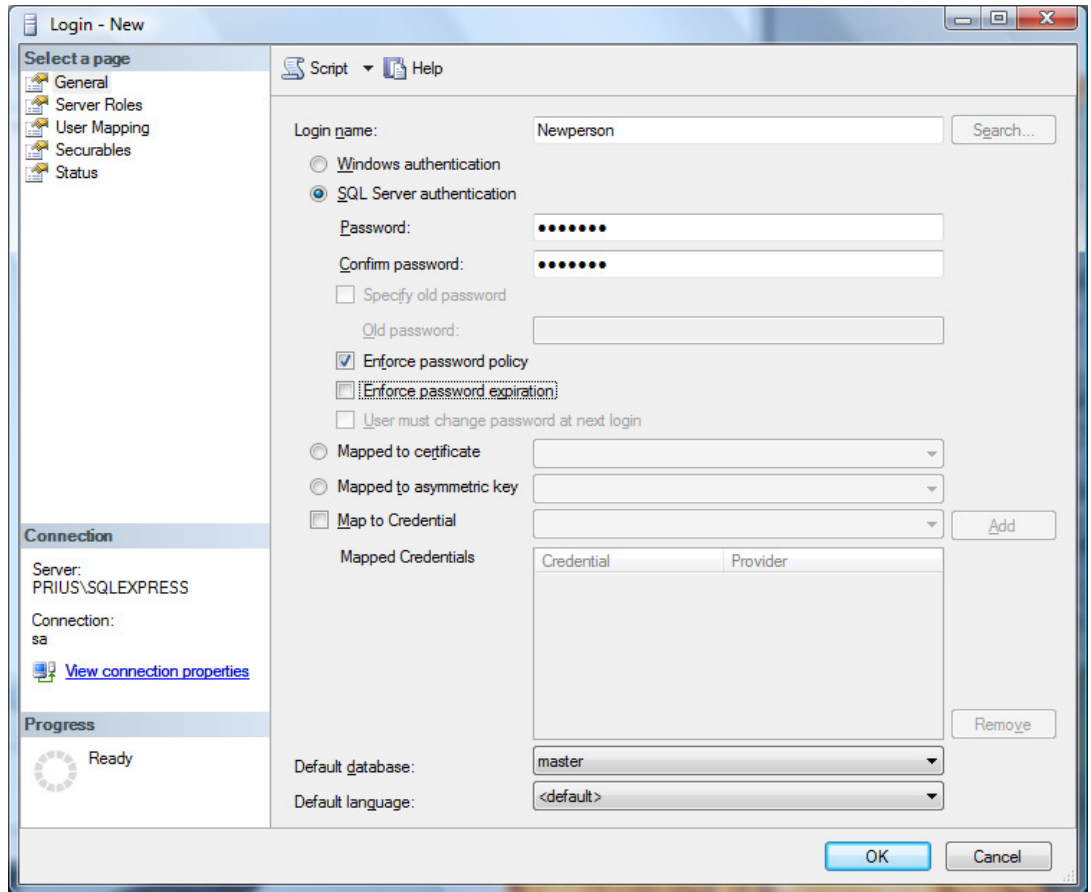 Login - New
Select a page
General
Server Roles
User Mapping
Securables
Status
Script Help
Login name: Newperson Search...
Windows authentication
SQL Server authentication
Password: •••••••
Confirm password: •••••••
Specify old password
Old password:
Enforce password policy
Enforce password expiration
User must change password at next login
Mapped to certificate
Mapped to asymmetric key
Map to Credential Add
Mapped Credentials Credential Provider
Remove
Default database: master
Default language: <default>
Connection
Server:
PRIUS\SQLEXPRESS
Connection:
sa
View connection properties
Progress
Ready
OK Cancel